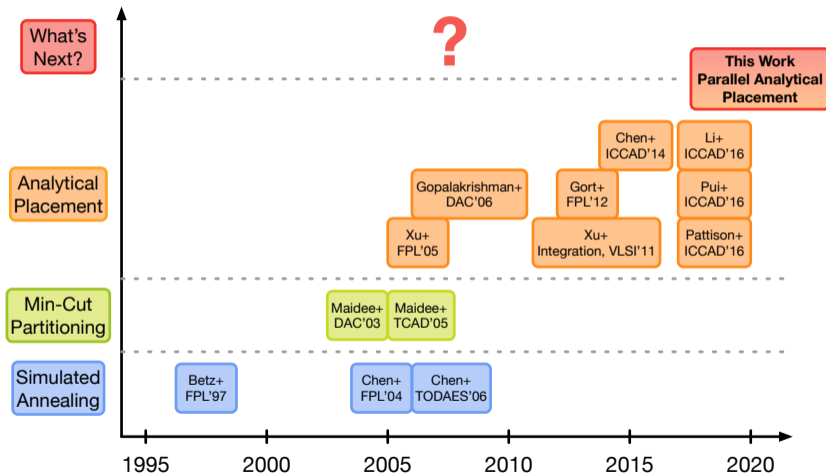 What's
Next?
?
This Work
Parallel Analytical
Placement
Analytical
Placement
Chen+
ICCAD'14
Li+
ICCAD'16
Gopalakrishman+
DAC'06
Gort+
FPL'12
Pui+
ICCAD'16
Xu+
FPL'05
Xu+
Integration, VLSI'11
Pattison+
ICCAD'16
Min-Cut
Partitioning
Maidee+
DAC'03
Maidee+
TCAD'05
Simulated
Annealing
Betz+
FPL'97
Chen+
FPL'04
Chen+
TODAES'06
1995 2000 2005 2010 2015 2020